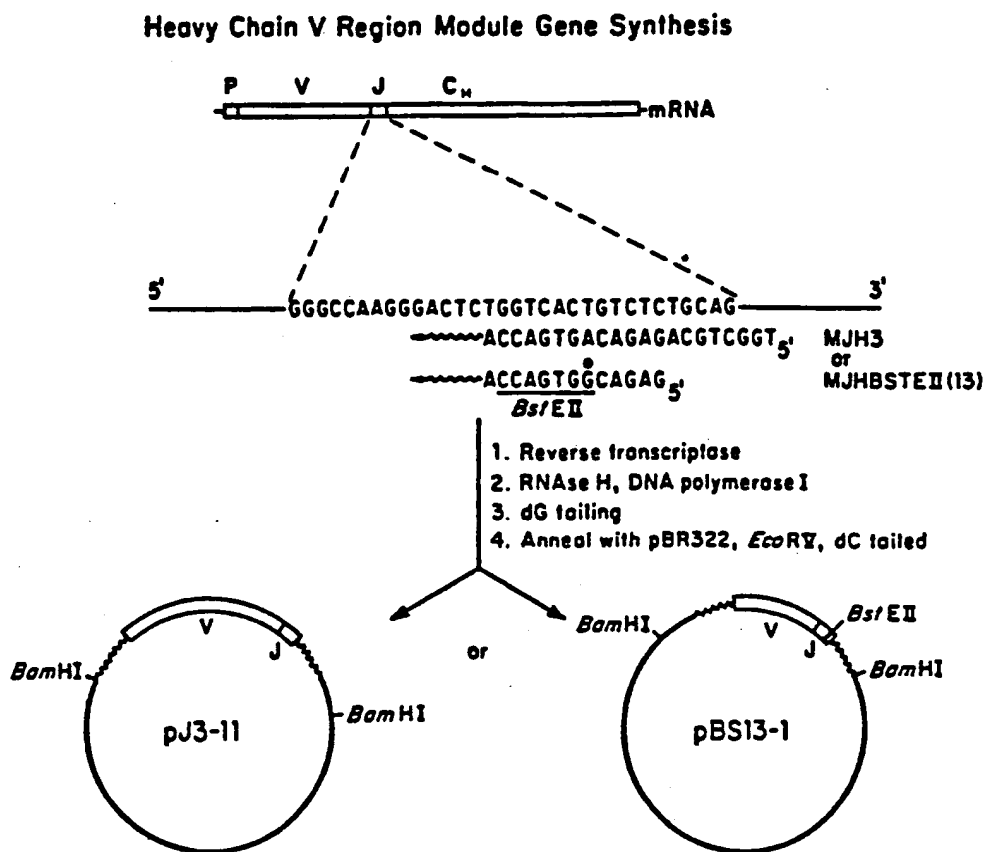 Heavy Chain V Region Module Gene Synthesis
P V J CH
mRNA
5' 3'
GGGCCAAGGGACTCTGGTCACTGTCTCTGCAG
ACCAGTGACAGAGACGTCGGT5' MJH3
or
ACCAGTGGCAGAG5' MJHBSTEII(13)
BstEII
1. Reverse transcriptase
2. RNAse H, DNA polymerase I
3. dG tailing
4. Anneal with pBR322, EcoRV, dC tailed
V
J
BamHI
BamHI
pJ3-11
or
BamHI
V
J
BstEII
BamHI
pBS13-1